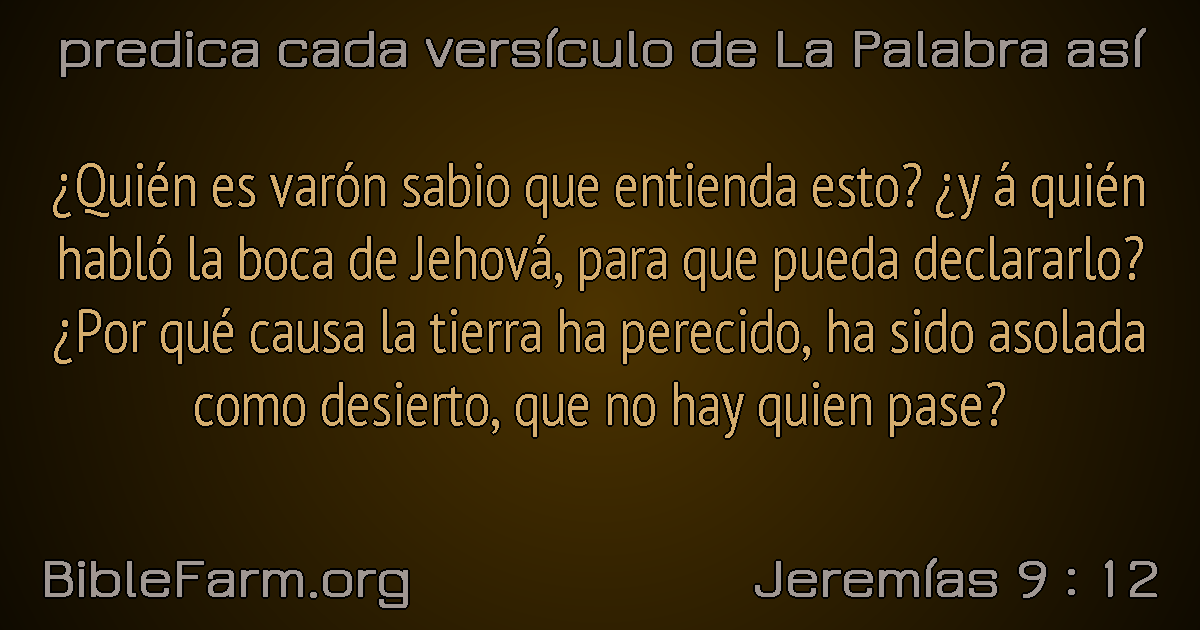 predica cada versículo de La Palabra así
¿Quién es varón sabio que entienda esto? ¿y á quién
habló la boca de Jehová, para que pueda declararlo?
¿Por qué causa la tierra ha perecido, ha sido asolada
como desierto, que no hay quien pase?
BibleFarm.org
Jeremías 9 : 12